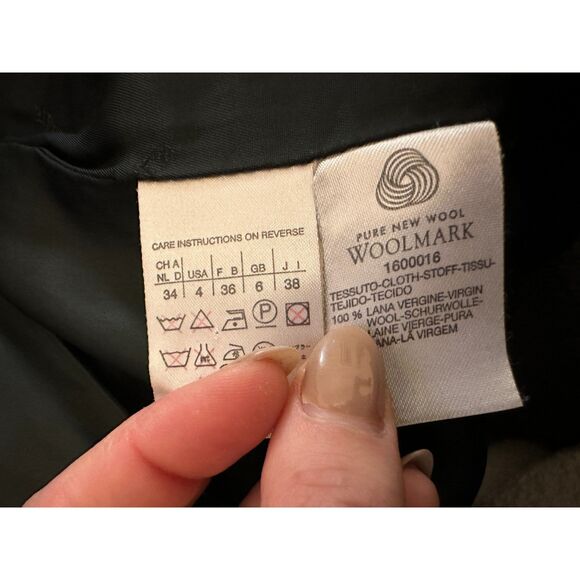 CARE INSTRUCTIONS ON REVERSE
CH A USA F B GB J I
NL D
34 4 36 6 38
P
PURE NEW WOOL
WOOLMARK
1600016
TESSUTO-CLOTH-STOFF-TISSU-
TEJIDO-TECIDO
100 % LANA VERGINE-VIRGIN
WOOL-SCHURWOLLE-
LAINE VIERGE-PURA
LANA-LÃ VIRGEM